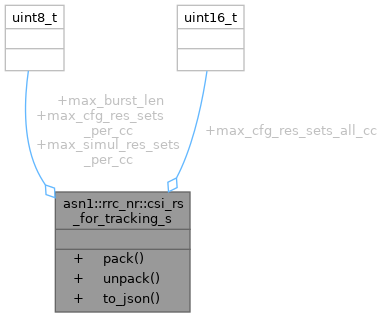 uint8_t
uint16_t
+max_burst_len
+max_cfg_res_sets
_per_cc
+max_simul_res_sets
_per_cc
+max_cfg_res_sets_all_cc
asn1::rrc_nr::csi_rs
_for_tracking_s
+ pack()
+ unpack()
+ to_json()